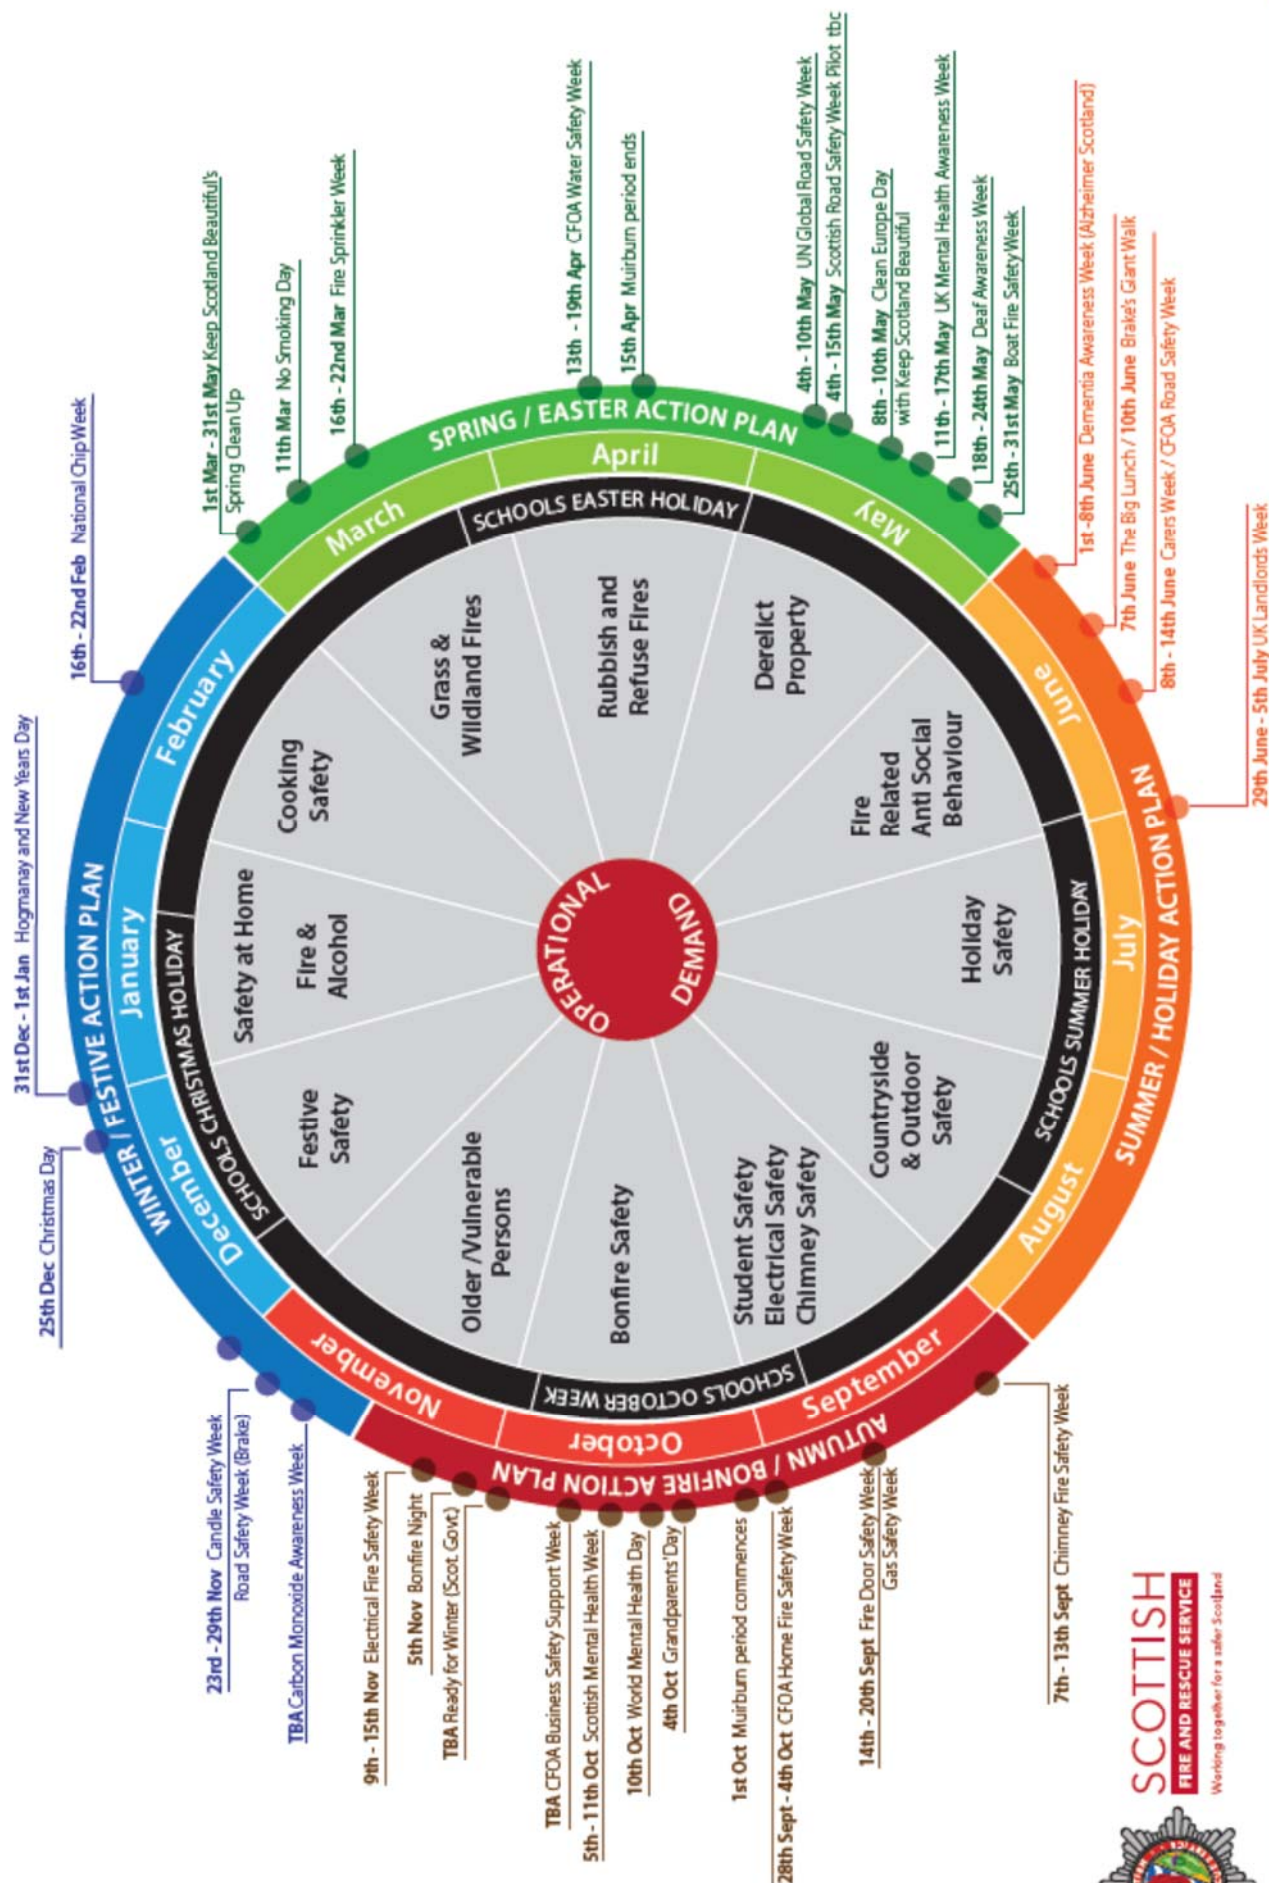 31st Dec - 1st Jan Hogmanay and New Years Day
25th Dec Christmas Day
16th - 22nd Feb National Chip Week
1st Mar - 31st May Keep Scotland Beautiful's
Spring Clean Up
11th Mar No Smoking Day
16th - 22nd Mar Fire Sprinkler Week
13th - 19th Apr CFOA Water Safety Week
15th Apr Muirburn period ends
4th - 10th May UN Global Road Safety Week
4th - 15th May Scottish Road Safety Week Pilot tbc
8th - 10th May Clean Europe Day
with Keep Scotland Beautiful
11th - 17th May UK Mental Health Awareness Week
18th - 24th May Deaf Awareness Week
25th - 31st May Boat Fire Safety Week
1st -8th June Dementia Awareness Week (Alzheimer Scotland)
7th June The Big Lunch / 10th June Brake's Giant Walk
8th - 14th June Carers Week / CFOA Road Safety Week
29th June - 5th July UK Landlords Week
7th - 13th Sept Chimney Fire Safety Week
14th - 20th Sept Fire Door Safety Week
Gas Safety Week
28th Sept - 4th Oct CFOA Home Fire Safety Week
1st Oct Muirburn period commences
4th Oct Grandparents' Day
10th Oct World Mental Health Day
5th - 11th Oct Scottish Mental Health Week
TBA CFOA Business Safety Support Week
TBA Ready for Winter (Scot. Govt.)
5th Nov Bonfire Night
9th - 15th Nov Electrical Fire Safety Week
TBA Carbon Monoxide Awareness Week
23rd - 29th Nov Candle Safety Week
Road Safety Week (Brake)
WINTER / FESTIVE ACTION PLAN
SPRING / EASTER ACTION PLAN
SUMMER / HOLIDAY ACTION PLAN
AUTUMN / BONFIRE ACTION PLAN
January
February
March
April
May
June
July
August
September
October
November
December
SCHOOLS CHRISTMAS HOLIDAY
SCHOOLS EASTER HOLIDAY
SCHOOLS SUMMER HOLIDAY
SCHOOLS OCTOBER WEEK
Safety at Home
Fire &
Alcohol
Cooking
Safety
Grass &
Wildland Fires
Rubbish and
Refuse Fires
Derelict
Property
Fire
Related
Anti Social
Behaviour
Holiday
Safety
Countryside
& Outdoor
Safety
Student Safety
Electrical Safety
Chimney Safety
Bonfire Safety
Older /Vulnerable
Persons
Festive
Safety
OPERATIONAL
DEMAND
SCOTTISH
FIRE AND RESCUE SERVICE
Working together for a safer Scotland